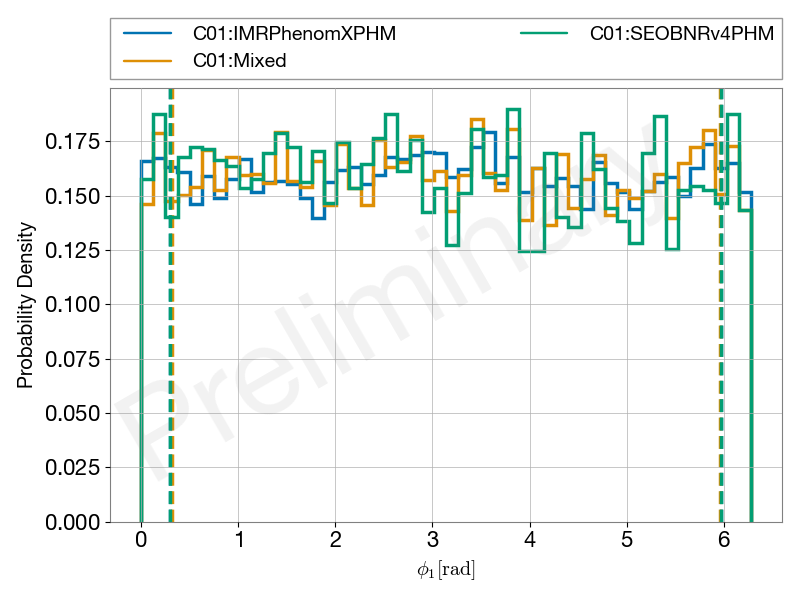 C01:IMRPhenomXPHM
C01:Mixed
C01:SEOBNRv4PHM
0.175
0.150
0.125
0.100
0.075
0.050
0.025
0.000
Probability Density
Preliminary
0 1 2 3 4 5 6
ϕ₁[rad]